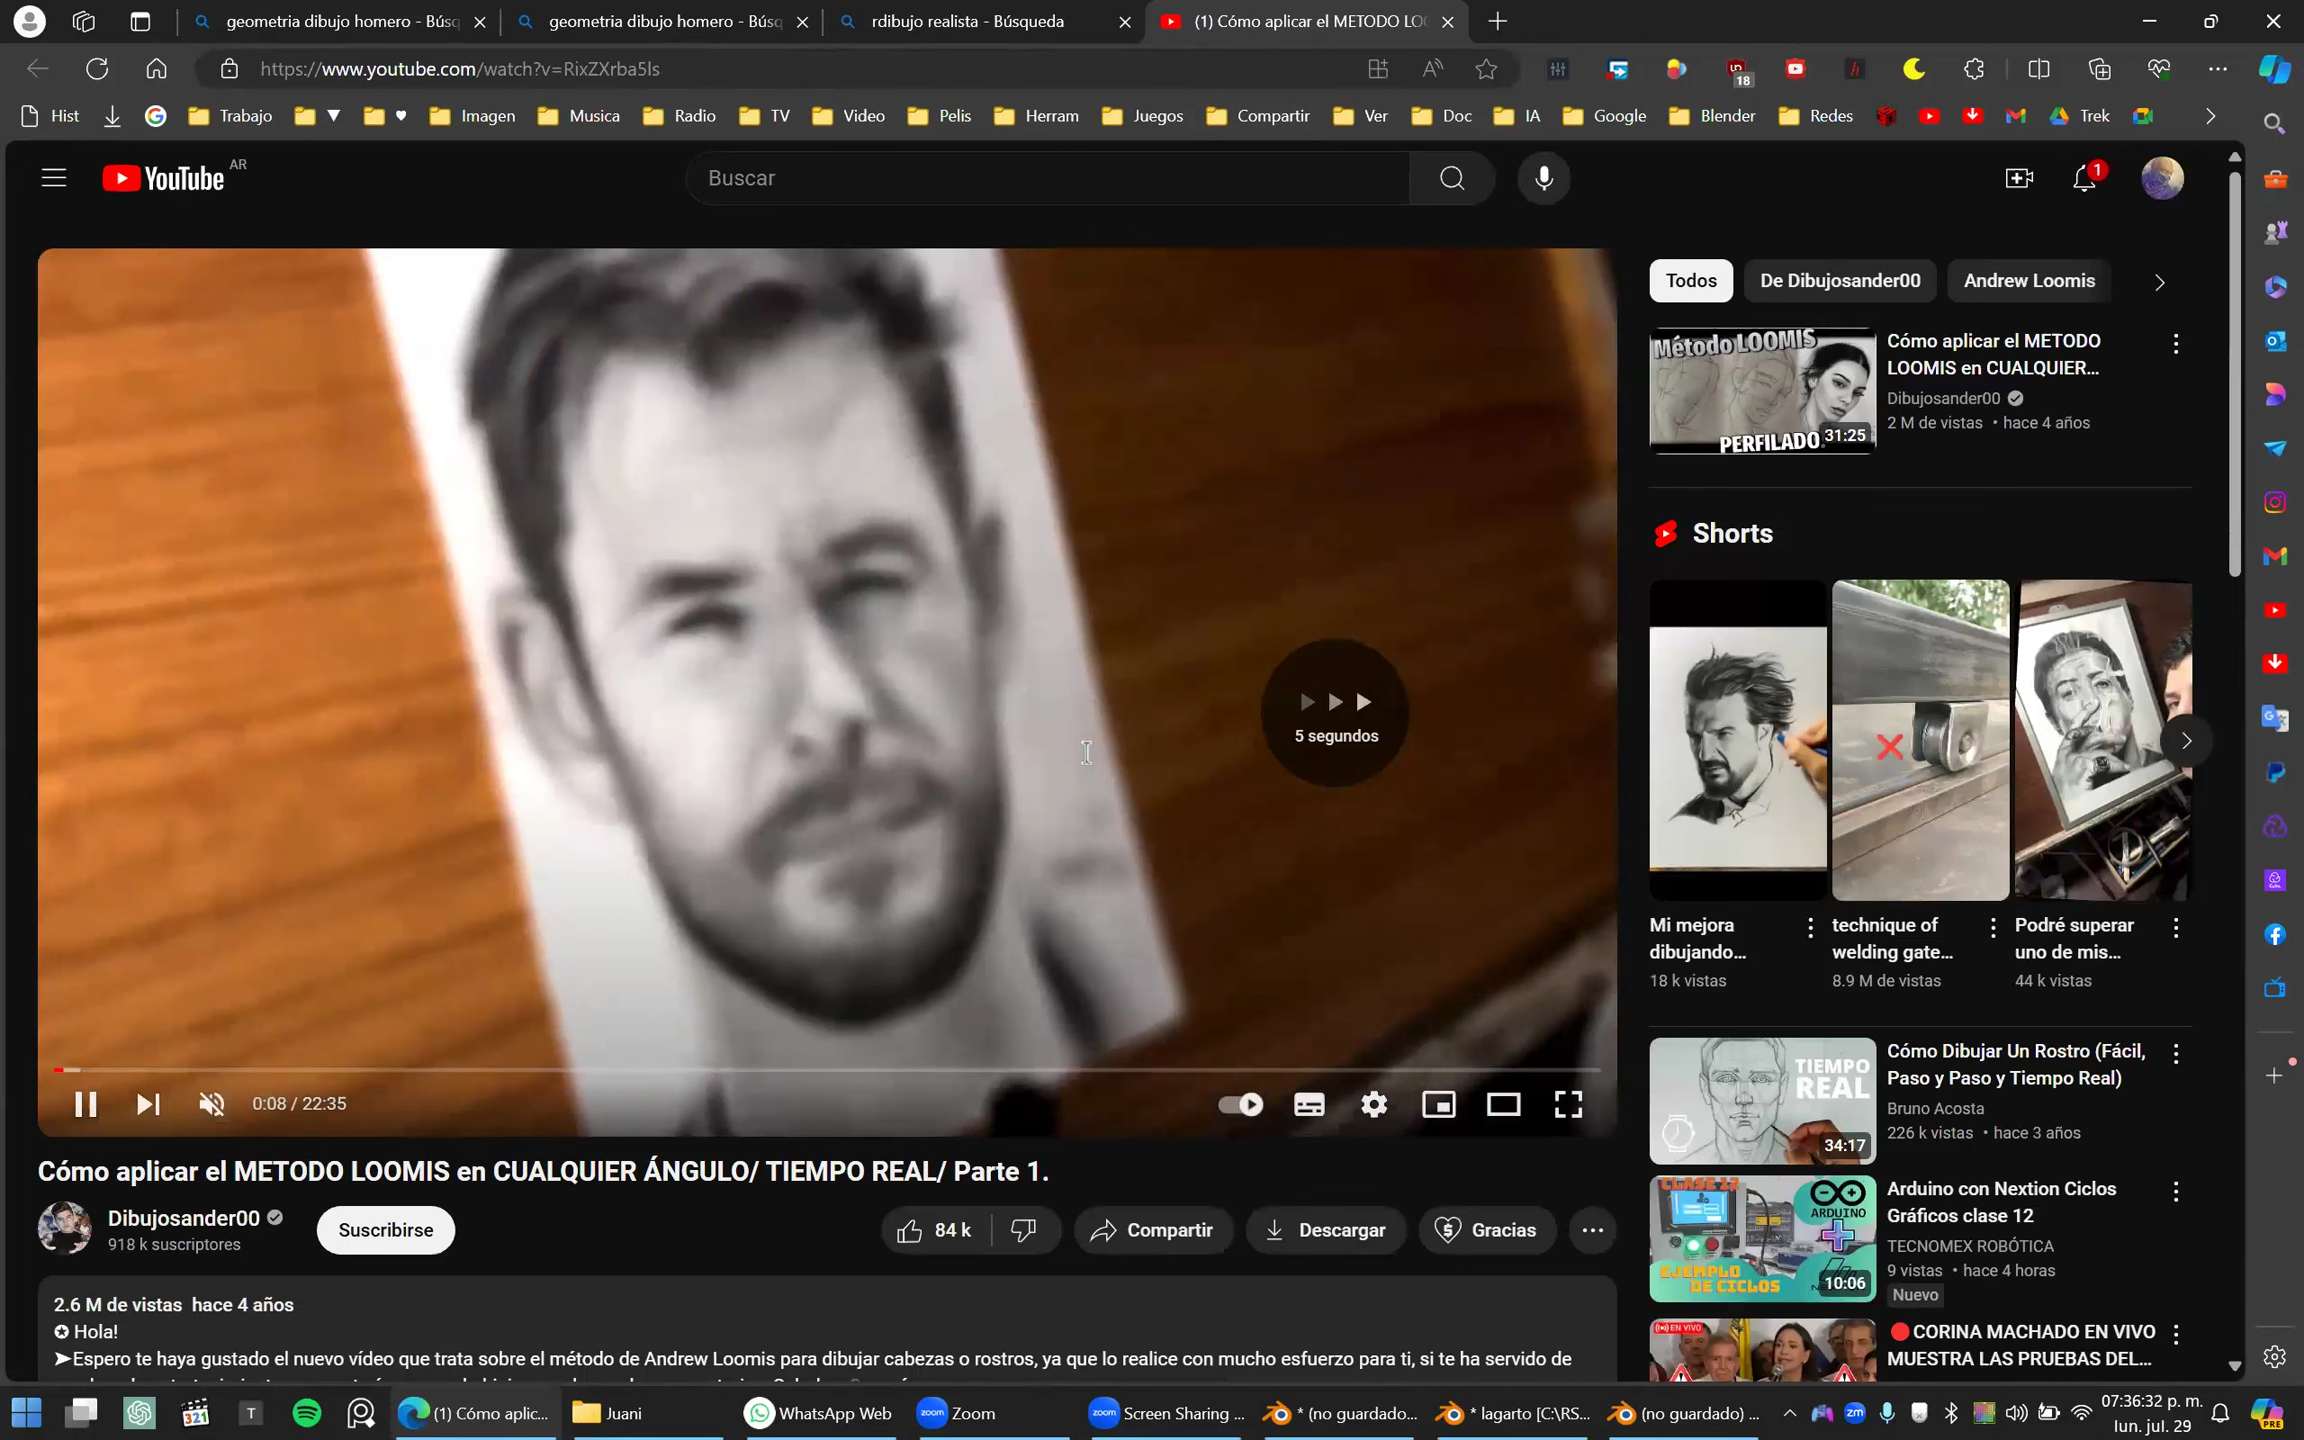 geometria dibujo homero - Búsq
geometria dibujo homero - Búsq
rdibujo realista - Búsqueda
(1) Cómo aplicar el METODO LOO
https://www.youtube.com/watch?v=RixZXrba5ls
18
Hist
Trabajo
Imagen
Musica
Radio
TV
Video
Pelis
Herram
Juegos
Compartir
Ver
Doc
IA
Google
Blender
Redes
Trek
YouTube AR
Buscar
1
5 segundos
0:08 / 22:35
Cómo aplicar el METODO LOOMIS en CUALQUIER ÁNGULO/ TIEMPO REAL/ Parte 1.
Dibujosander00
918 k suscriptores
Suscribirse
84 k
Compartir
Descargar
Gracias
2.6 M de vistas hace 4 años
✪ Hola!
➤Espero te haya gustado el nuevo vídeo que trata sobre el método de Andrew Loomis para dibujar cabezas o rostros, ya que lo realice con mucho esfuerzo para ti, si te ha servido de
Todos
De Dibujosander00
Andrew Loomis
Método LOOMIS
PERFILADO
31:25
Cómo aplicar el METODO
LOOMIS en CUALQUIER...
Dibujosander00
2 M de vistas • hace 4 años
Shorts
Mi mejora
dibujando...
18 k vistas
technique of
welding gate...
8.9 M de vistas
Podré superar
uno de mis...
44 k vistas
TIEMPO
REAL
34:17
Cómo Dibujar Un Rostro (Fácil,
Paso y Paso y Tiempo Real)
Bruno Acosta
226 k vistas • hace 3 años
CLASE 12
ARDUINO
EJEMPLO
DE CICLOS
10:06
Arduino con Nextion Ciclos
Gráficos clase 12
TECNOMEX ROBÓTICA
9 vistas • hace 4 horas
Nuevo
EN VIVO
🔴CORINA MACHADO EN VIVO
MUESTRA LAS PRUEBAS DEL...
321
T
(1) Cómo aplic...
Juani
WhatsApp Web
zoom
Zoom
zoom
Screen Sharing ...
* (no guardado...
* lagarto [C:\RS...
(no guardado) ...
zm
07:36:32 p. m.
lun. jul. 29
PRE